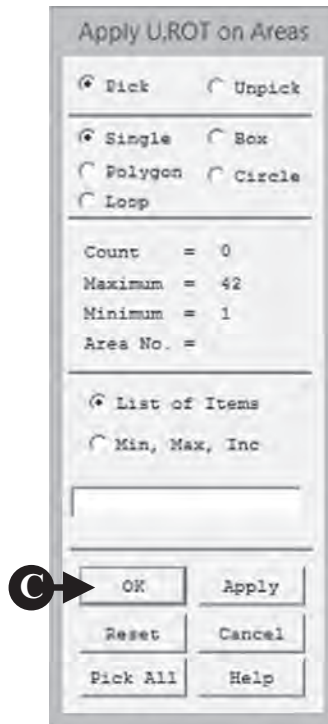 Apply U,ROT on Areas
Pick Unpick
Single Box
Polygon Circle
Loop
Count = 0
Maximum = 42
Minimum = 1
Area No. =
List of Items
Min, Max, Inc
C OK Apply
Reset Cancel
Pick All Help